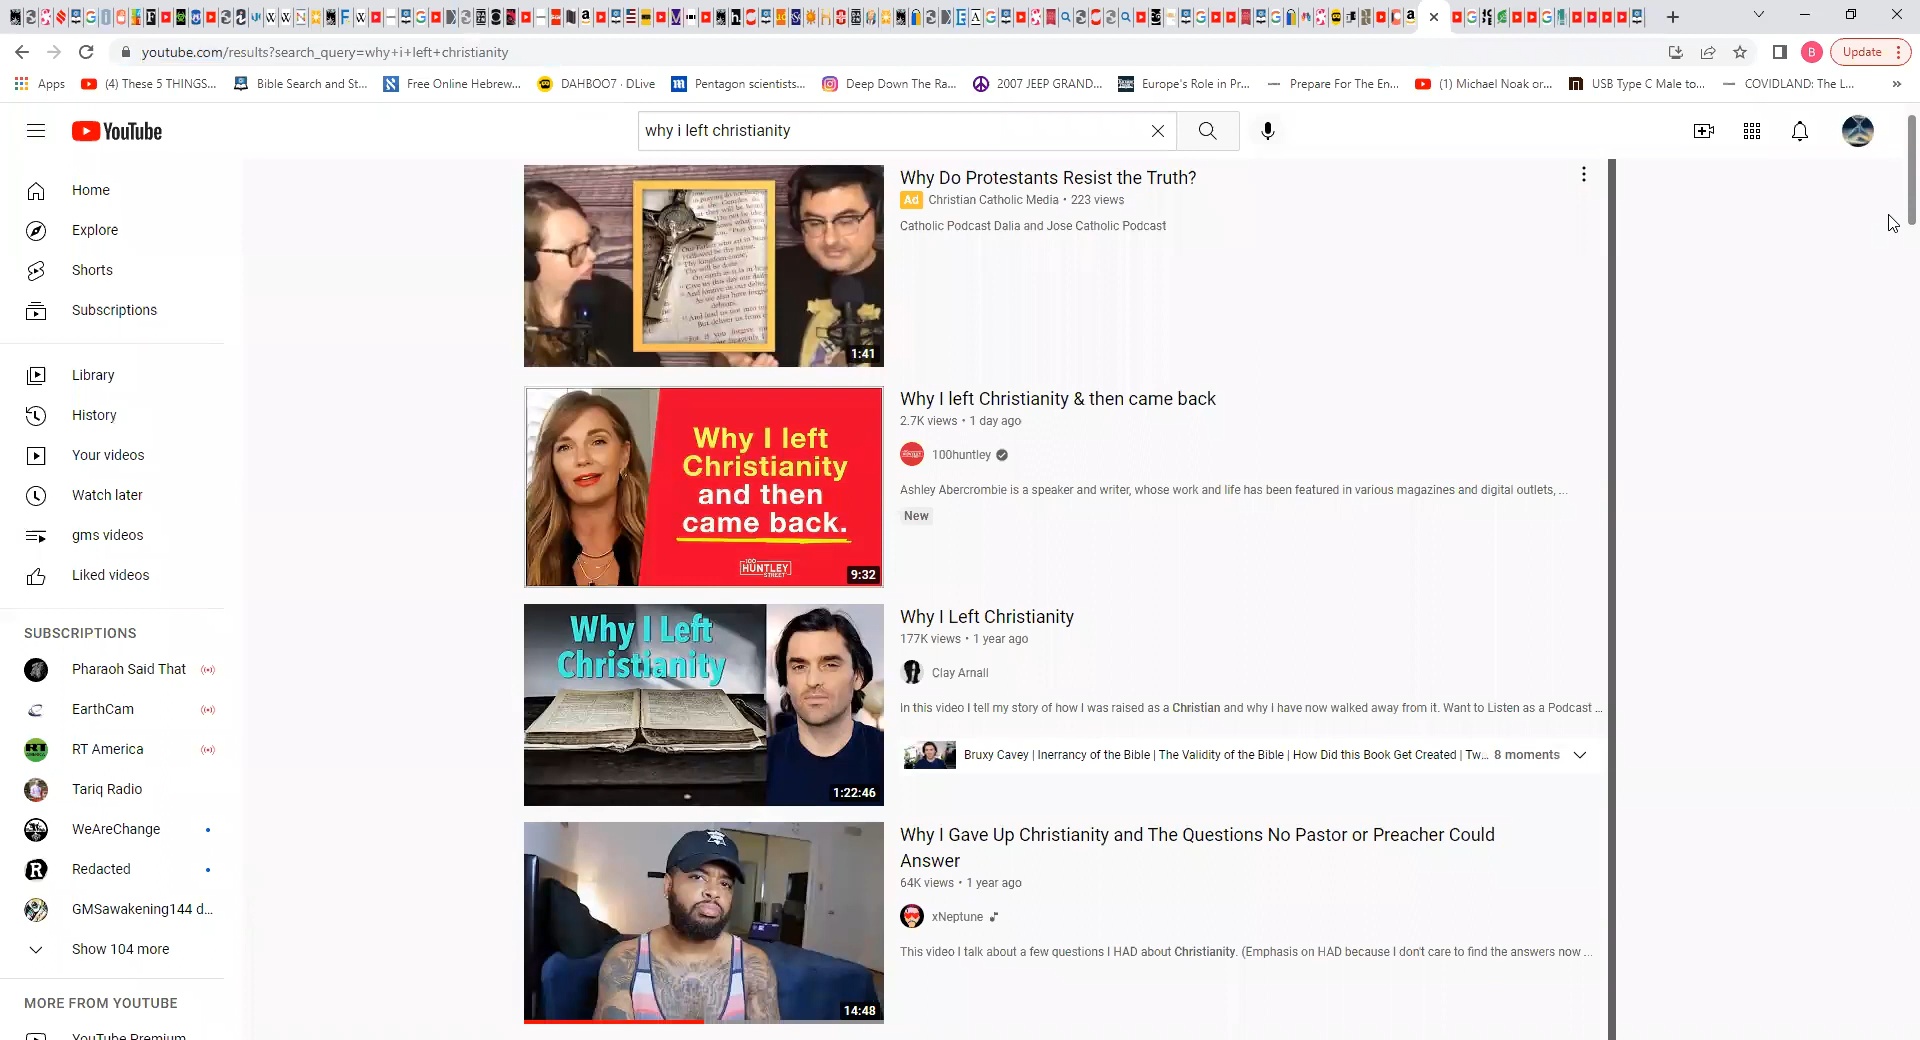 youtube.com/results?search_query=why+i+left+christianity
B
Update
Apps
(4) These 5 THINGS...
Bible Search and St...
Free Online Hebrew...
DAHBOO7 · DLive
Pentagon scientists...
Deep Down The Ra...
2007 JEEP GRAND...
Europe's Role in Pr...
Prepare For The En...
(1) Michael Noak or...
USB Type C Male to...
COVIDLAND: The L...
YouTube
why i left christianity
Home
Explore
Shorts
Subscriptions
Library
History
Your videos
Watch later
gms videos
Liked videos
SUBSCRIPTIONS
Pharaoh Said That
EarthCam
RT America
Tariq Radio
WeAreChange
Redacted
GMSawakening144 d...
Show 104 more
MORE FROM YOUTUBE
YouTube Premium
1:41
Why Do Protestants Resist the Truth?
Ad Christian Catholic Media • 223 views
Catholic Podcast Dalia and Jose Catholic Podcast
Why I left
Christianity
and then
came back.
100
HUNTLEY
STREET
9:32
Why I left Christianity & then came back
2.7K views • 1 day ago
100huntley
Ashley Abercrombie is a speaker and writer, whose work and life has been featured in various magazines and digital outlets, ...
New
Why I Left
Christianity
1:22:46
Why I Left Christianity
177K views • 1 year ago
Clay Arnall
In this video I tell my story of how I was raised as a Christian and why I have now walked away from it. Want to Listen as a Podcast ...
Bruxy Cavey | Inerrancy of the Bible | The Validity of the Bible | How Did this Book Get Created | Tw... 8 moments
14:48
Why I Gave Up Christianity and The Questions No Pastor or Preacher Could
Answer
64K views • 1 year ago
xNeptune
This video I talk about a few questions I HAD about Christianity. (Emphasis on HAD because I don't care to find the answers now ...